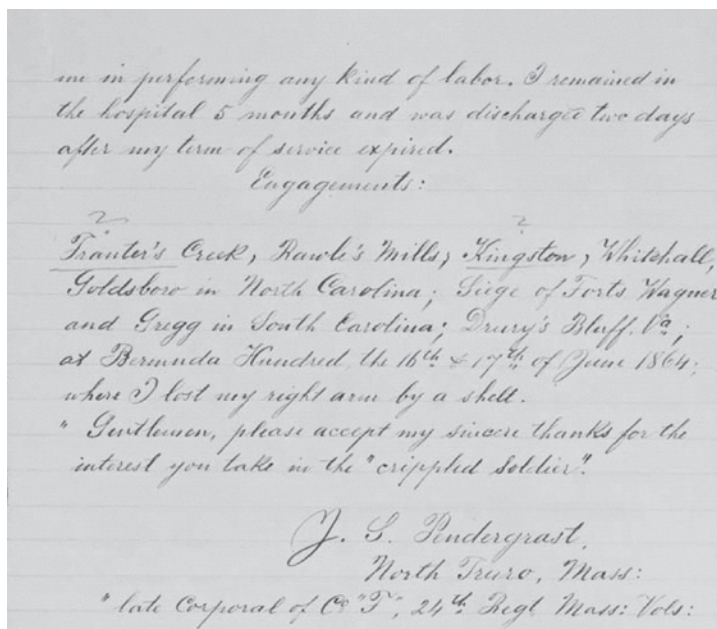 me in performing any kind of labor. I remained in
the hospital 5 months and was discharged two days
after my term of service expired.
Engagements:
? ?
Tranter's Creek, Rawle's Mills, Kingston, Whitehall,
Goldsboro in North Carolina; Siege of Forts Wagner
and Gregg in South Carolina; Drury's Bluff. Va;
at Bermuda Hundred, the 16th & 17th of June 1864;
where I lost my right arm by a shell.
" Gentlemen, please accept my sincere thanks for the
interest you take in the "crippled Soldier".
J. S. Pendergrast,
North Truro, Mass:
" late Corporal of Co "F", 24th Regt. Mass: Vols: